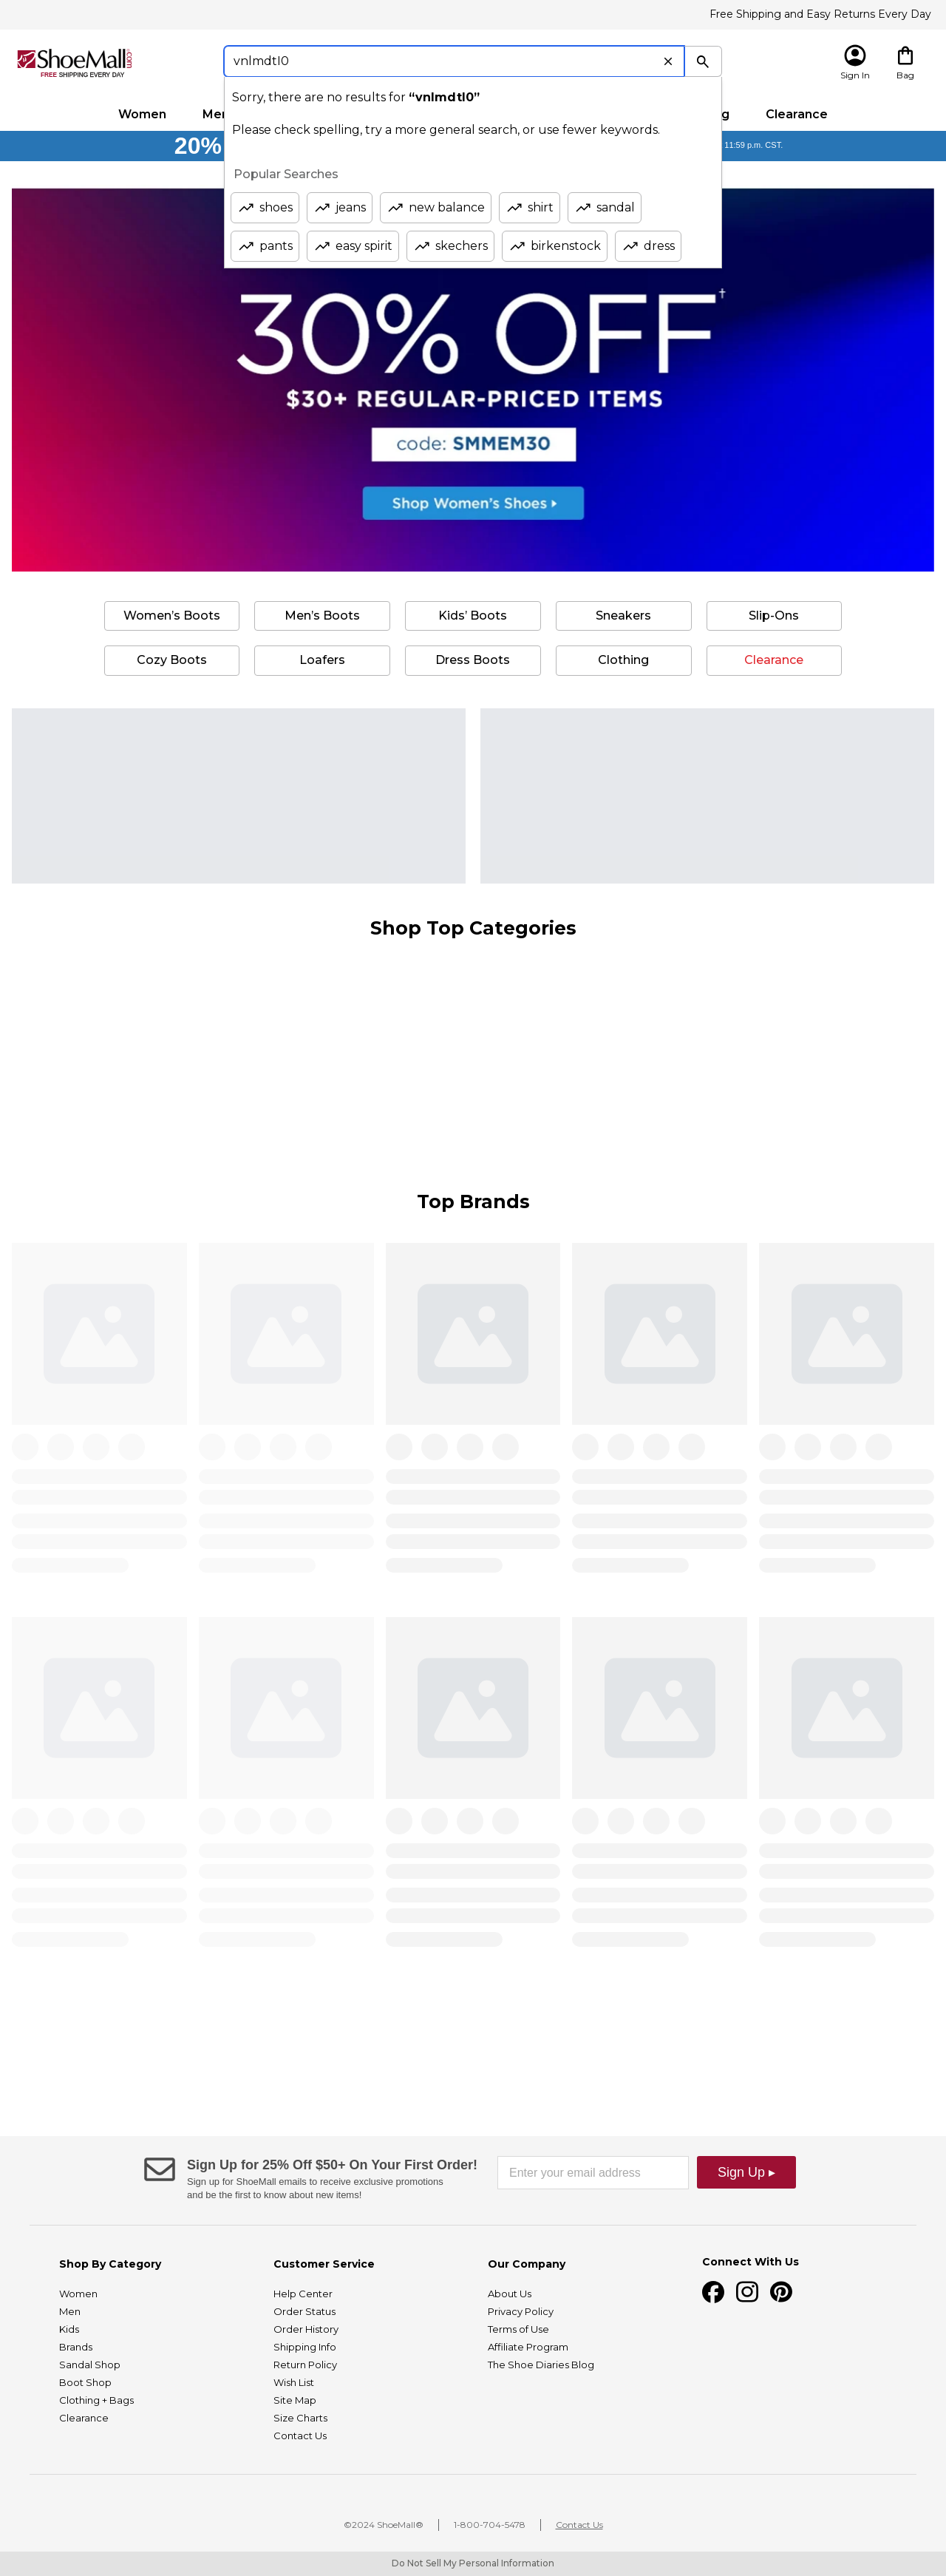 Free Shipping and Easy Returns Every Day
ShoeMall.com
FREE SHIPPING EVERY DAY
vnlmdtl0
Sign In
Bag
Sorry, there are no results for “vnlmdtl0”
Please check spelling, try a more general search, or use fewer keywords.
Popular Searches
shoes
jeans
new balance
shirt
sandal
pants
easy spirit
skechers
birkenstock
dress
Women
Clearance
20%
11:59 p.m. CST.
30% OFF†
$30+ REGULAR-PRICED ITEMS
code: SMMEM30
Shop Women's Shoes
Women’s Boots
Men’s Boots
Kids’ Boots
Sneakers
Slip-Ons
Cozy Boots
Loafers
Dress Boots
Clothing
Clearance
Shop Top Categories
Top Brands
Sign Up for 25% Off $50+ On Your First Order!
Sign up for ShoeMall emails to receive exclusive promotions
and be the first to know about new items!
Enter your email address
Sign Up ▸
Shop By Category
Women
Men
Kids
Brands
Sandal Shop
Boot Shop
Clothing + Bags
Clearance
Customer Service
Help Center
Order Status
Order History
Shipping Info
Return Policy
Wish List
Site Map
Size Charts
Contact Us
Our Company
About Us
Privacy Policy
Terms of Use
Affiliate Program
The Shoe Diaries Blog
Connect With Us
©2024 ShoeMall®
1-800-704-5478
Contact Us
Do Not Sell My Personal Information